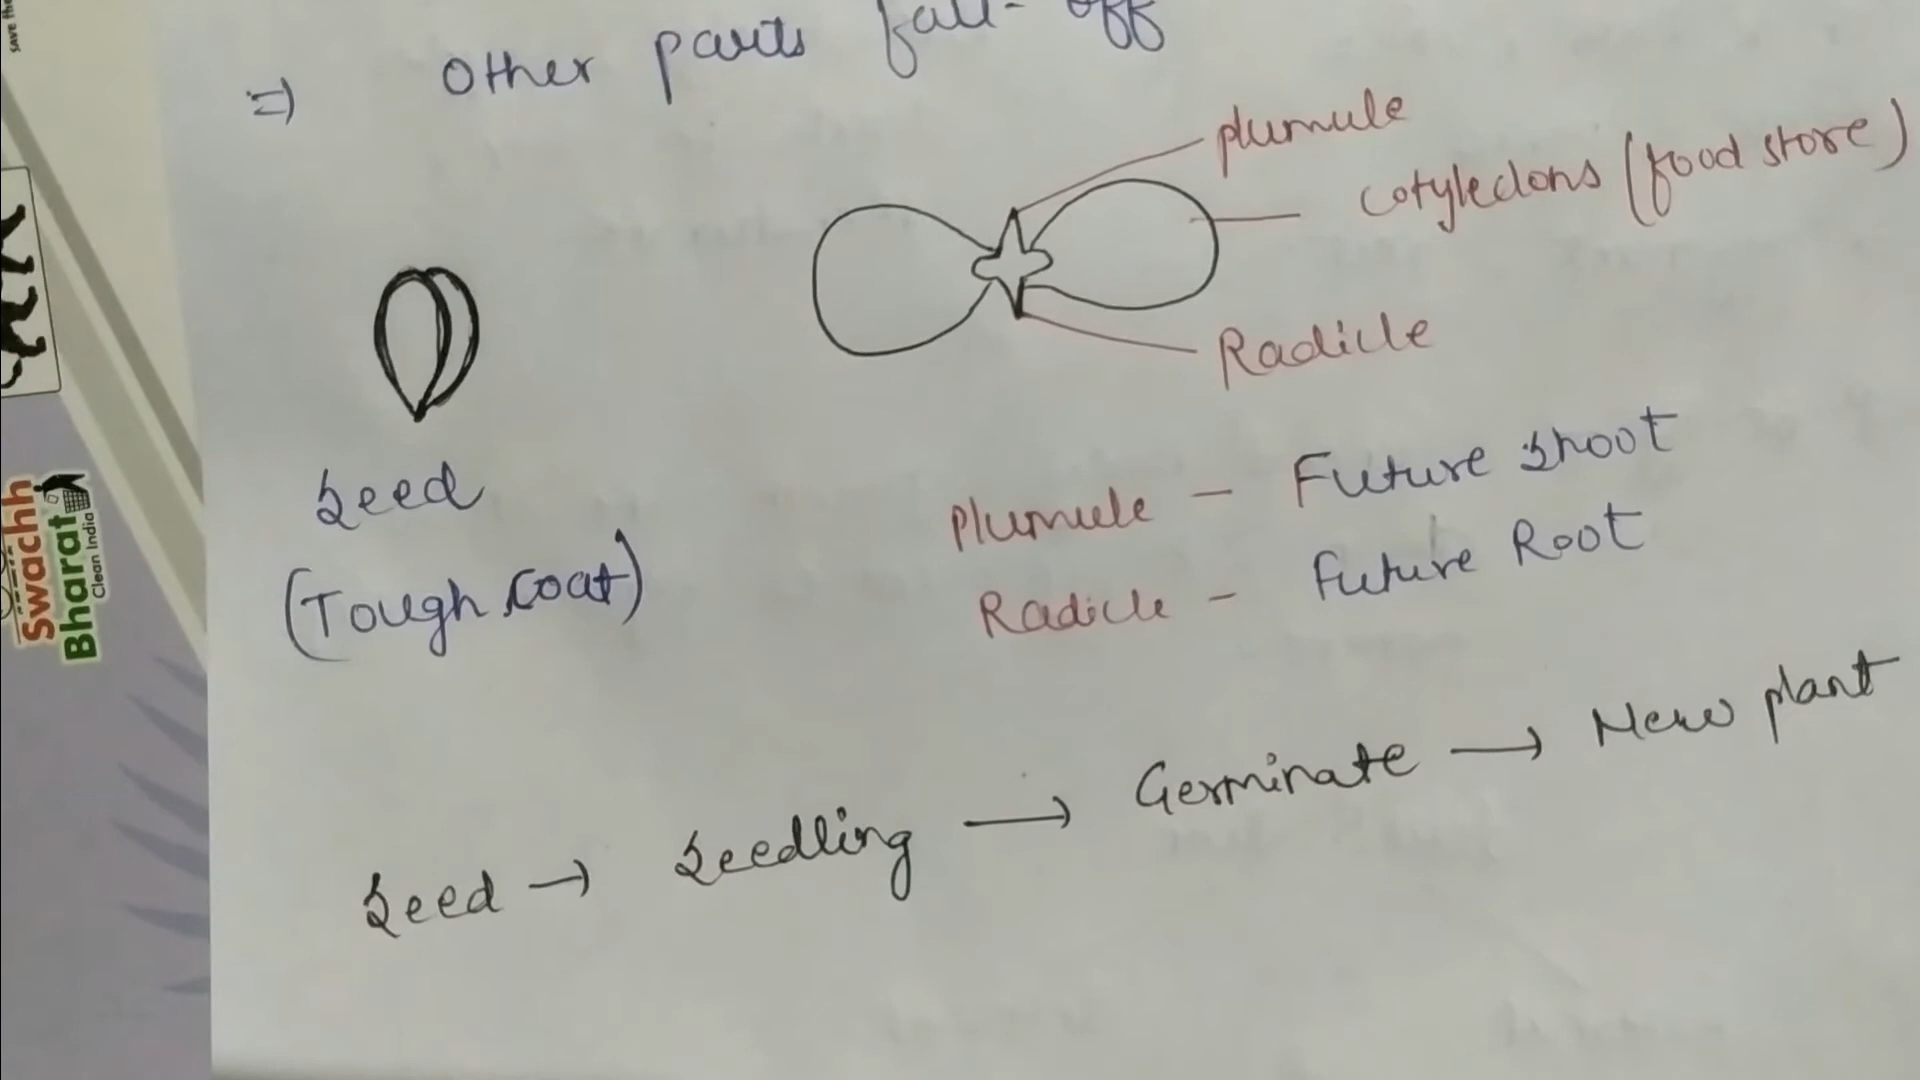 ⇒ Other parts fall-off
plumule
cotyledons (food store)
Radicle
Seed
(Tough coat)
Plumule - Future shoot
Radicle - Future Root
Seed → Seedling → Germinate → New plant
Swachh
Bharat
Clean India